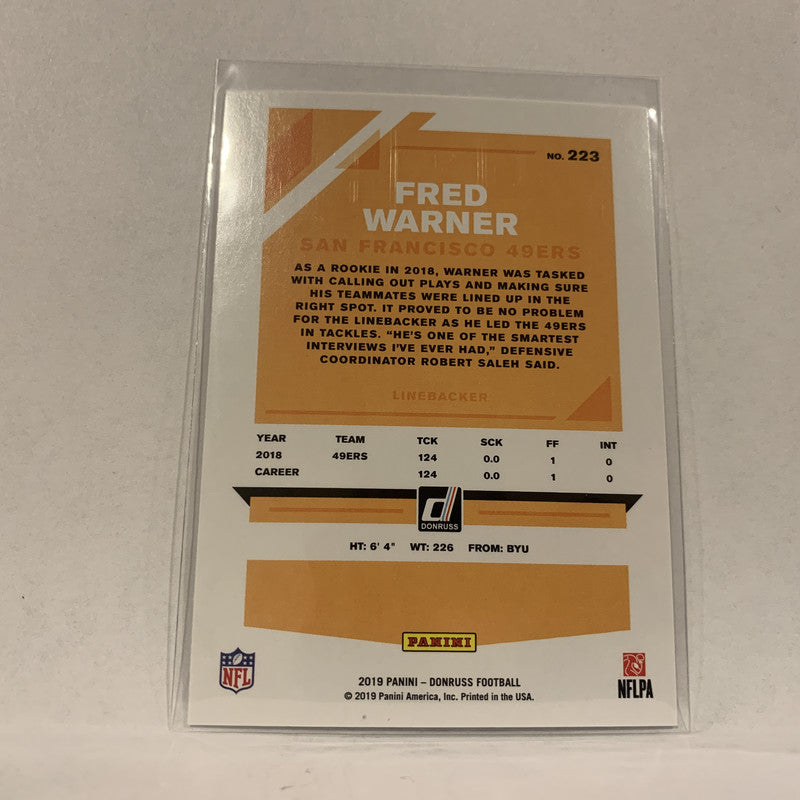 NO. 223
FRED
WARNER
SAN FRANCISCO 49ERS
AS A ROOKIE IN 2018, WARNER WAS TASKED
WITH CALLING OUT PLAYS AND MAKING SURE
HIS TEAMMATES WERE LINED UP IN THE
RIGHT SPOT. IT PROVED TO BE NO PROBLEM
FOR THE LINEBACKER AS HE LED THE 49ERS
IN TACKLES. “HE'S ONE OF THE SMARTEST
INTERVIEWS I'VE EVER HAD,” DEFENSIVE
COORDINATOR ROBERT SALEH SAID.
LINEBACKER
YEAR TEAM TCK SCK FF INT
2018 49ERS 124 0.0 1 0
CAREER 124 0.0 1 0
d
DONRUSS
HT: 6' 4" WT: 226 FROM: BYU
PANINI
NFL
NFLPA
2019 PANINI – DONRUSS FOOTBALL
© 2019 Panini America, Inc. Printed in the USA.